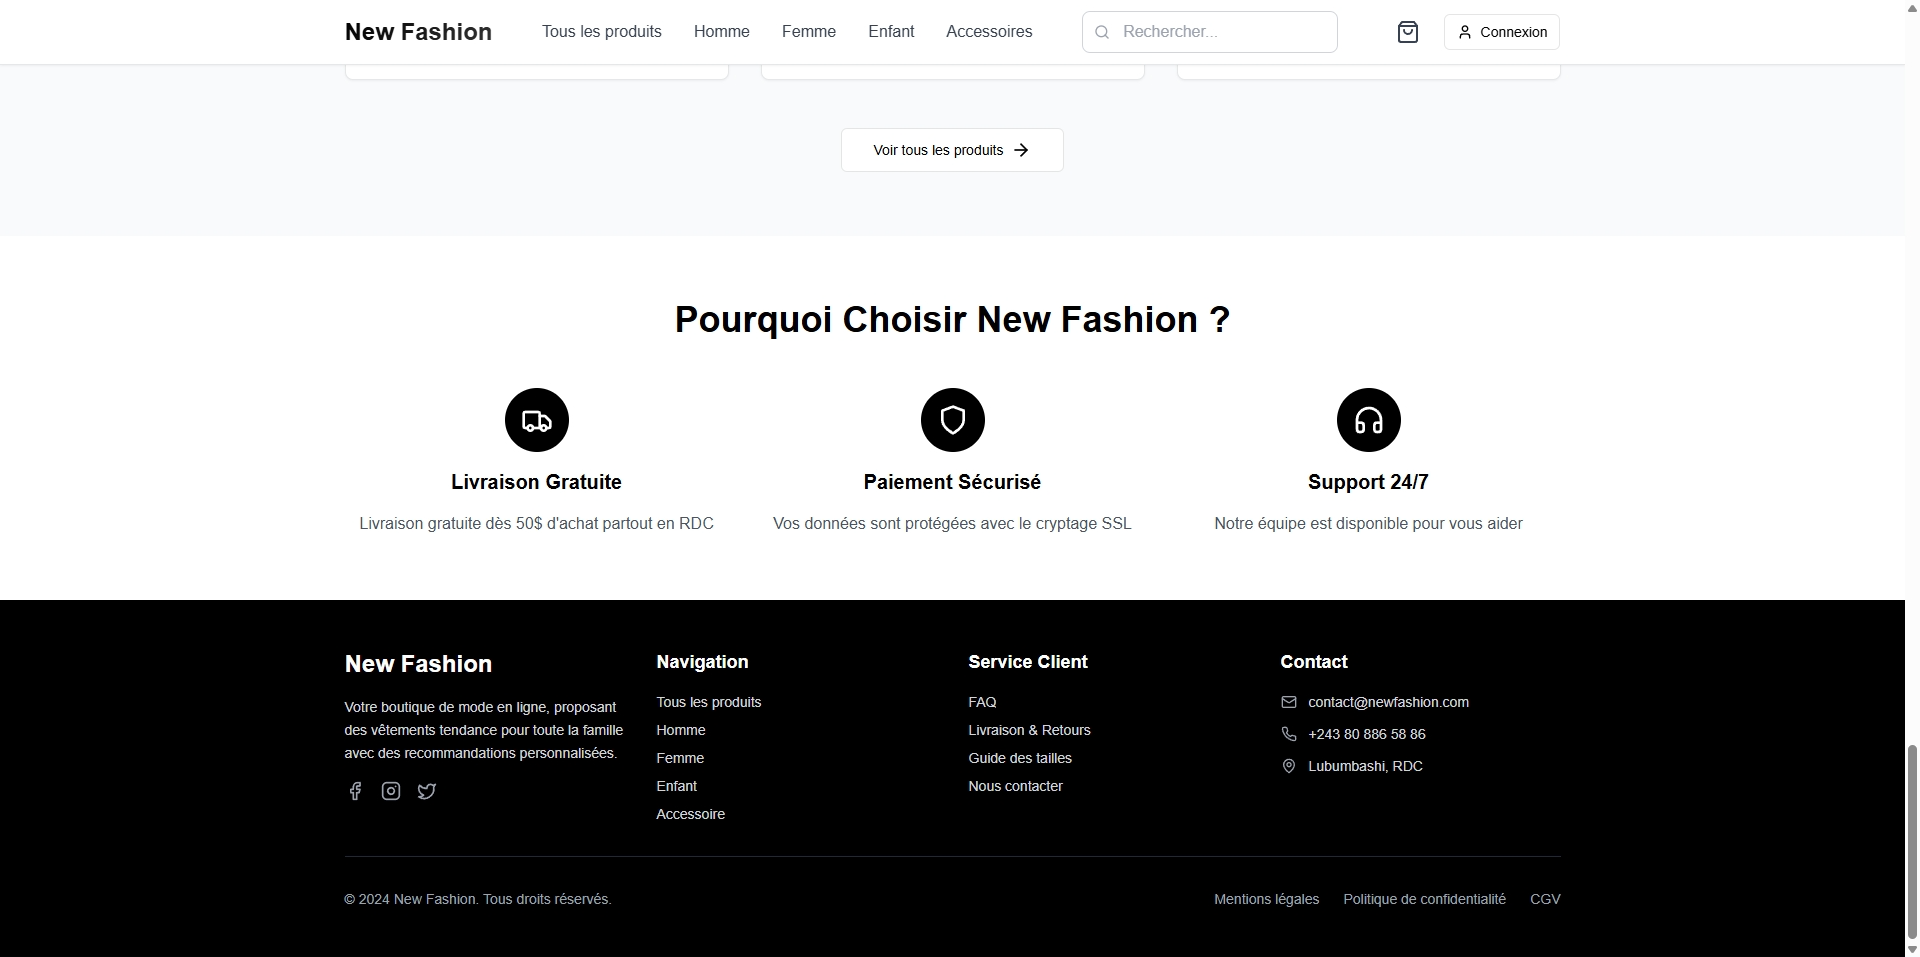 New Fashion
Tous les produits
Homme
Femme
Enfant
Accessoires
Rechercher...
Connexion
Voir tous les produits
Pourquoi Choisir New Fashion ?
Livraison Gratuite
Livraison gratuite dès 50$ d'achat partout en RDC
Paiement Sécurisé
Vos données sont protégées avec le cryptage SSL
Support 24/7
Notre équipe est disponible pour vous aider
New Fashion
Votre boutique de mode en ligne, proposant
des vêtements tendance pour toute la famille
avec des recommandations personnalisées.
Navigation
Tous les produits
Homme
Femme
Enfant
Accessoire
Service Client
FAQ
Livraison & Retours
Guide des tailles
Nous contacter
Contact
contact@newfashion.com
+243 80 886 58 86
Lubumbashi, RDC
© 2024 New Fashion. Tous droits réservés.
Mentions légales
Politique de confidentialité
CGV